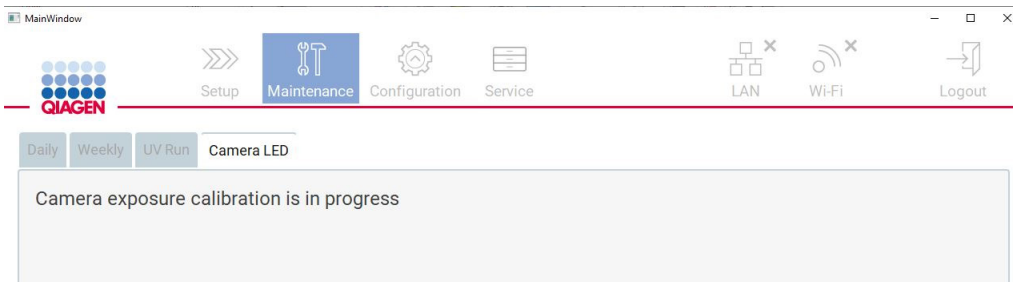 MainWindow
Setup Maintenance Configuration Service LAN Wi-Fi Logout
QIAGEN
Daily Weekly UV Run Camera LED
Camera exposure calibration is in progress